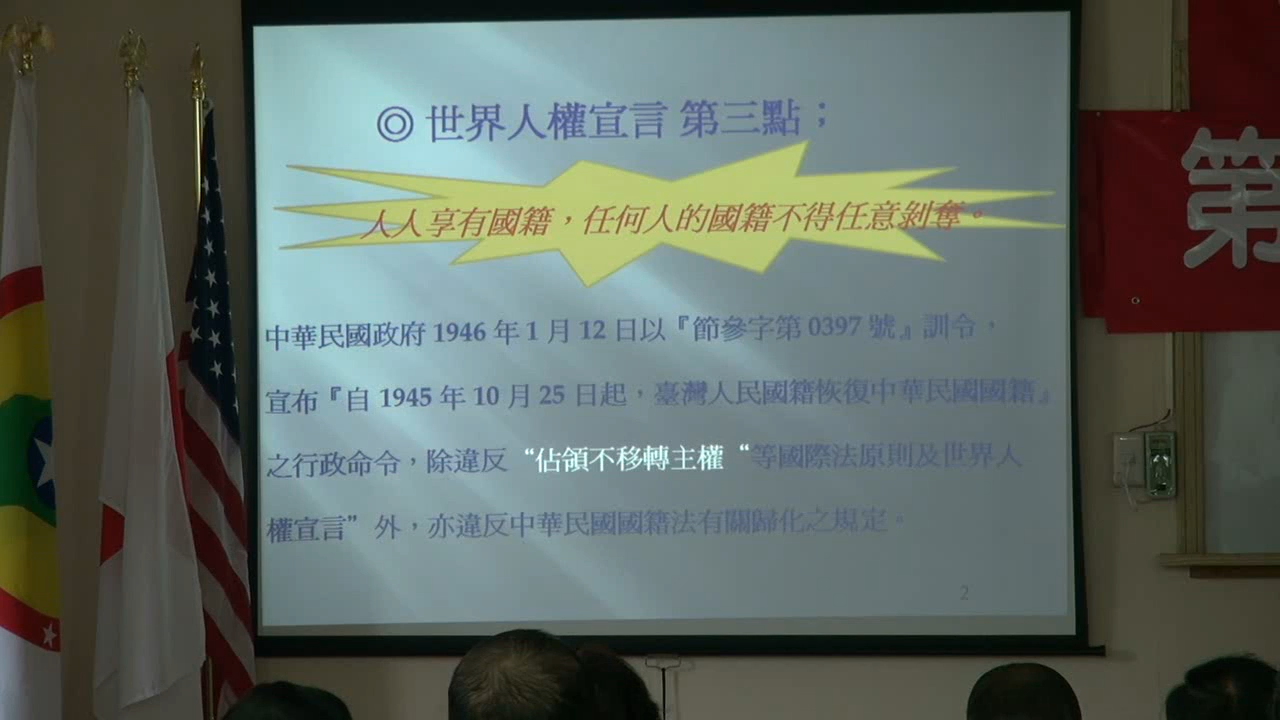 ◎ 世界人權宣言 第三點；
人人享有國籍，任何人的國籍不得任意剝奪。
中華民國政府 1946 年 1 月 12 日以『節參字第 0397 號』訓令，
宣布『自 1945 年 10 月 25 日起，臺灣人民國籍恢復中華民國國籍』
之行政命令，除違反“佔領不移轉主權“等國際法原則及世界人
權宣言” 外，亦違反中華民國國籍法有關歸化之規定。
2
第